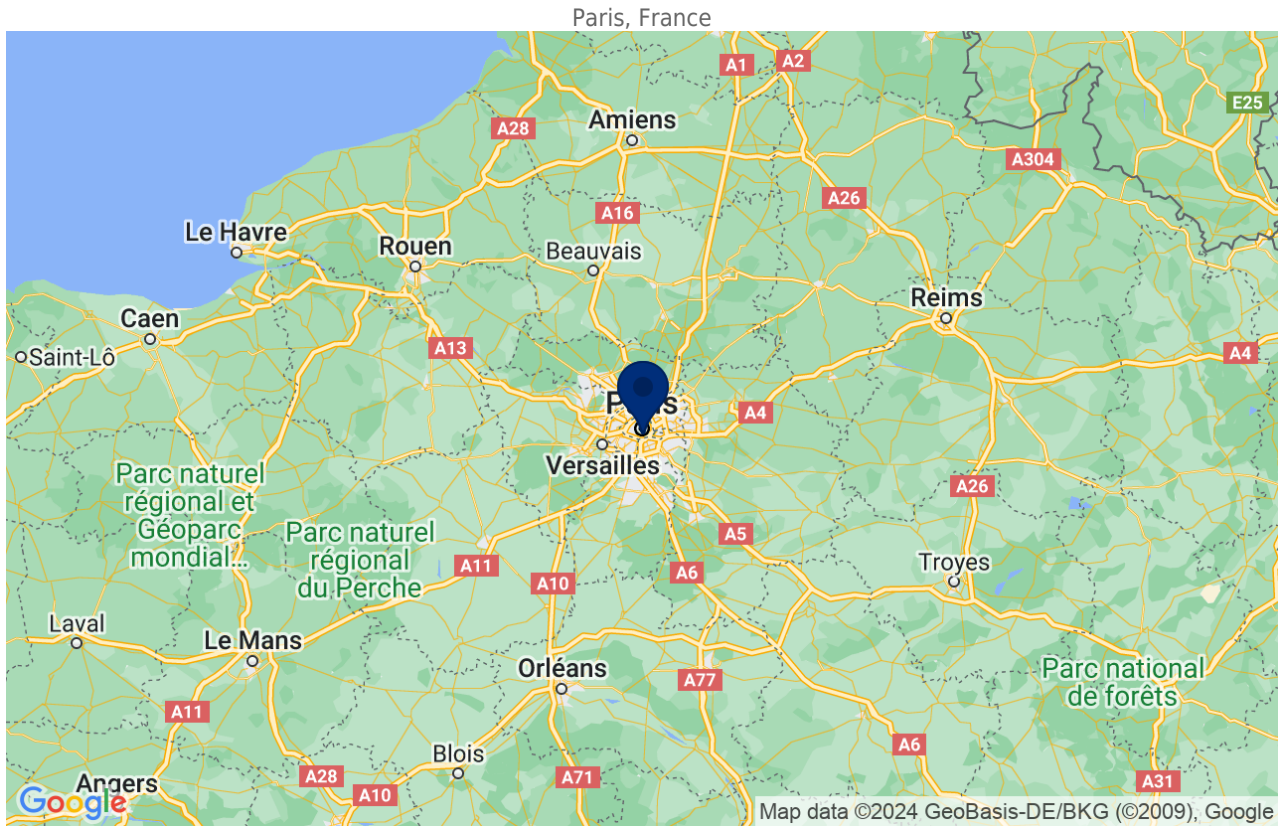 Paris, France
A1
A2
E25
A28
Amiens
A304
A26
A16
Le Havre
Rouen
Beauvais
Reims
Caen
Saint-Lô
A13
A4
Paris
A4
Versailles
Parc naturel
régional et
Géoparc
mondial...
A26
Parc naturel
régional
du Perche
A5
A11
A10
A6
Troyes
Laval
Le Mans
Orléans
A77
Parc national
de forêts
A11
A6
Blois
A28
A10
A71
A31
Angers
Google
Map data ©2024 GeoBasis-DE/BKG (©2009), Google